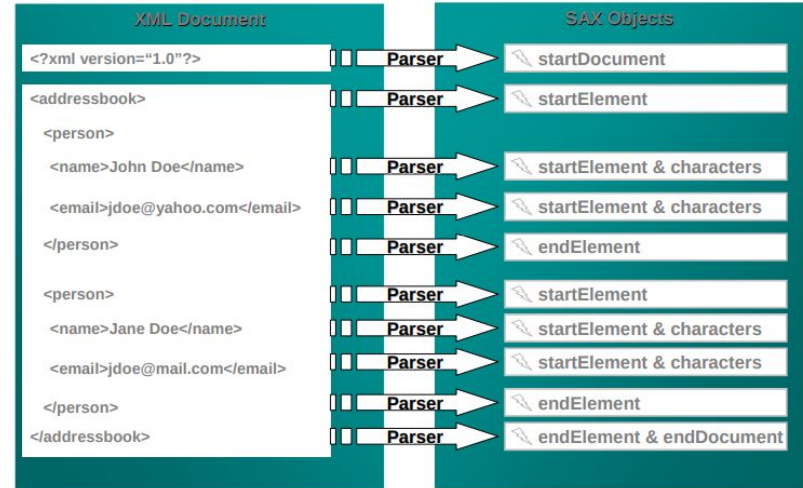 XML Document
SAX Objects
<?xml version=“1.0”?> Parser startDocument
<addressbook> Parser startElement
<person>
<name>John Doe</name> Parser startElement & characters
<email>jdoe@yahoo.com</email> Parser startElement & characters
</person> Parser endElement
<person> Parser startElement
<name>Jane Doe</name> Parser startElement & characters
<email>jdoe@mail.com</email> Parser startElement & characters
</person> Parser endElement
</addressbook> Parser endElement & endDocument